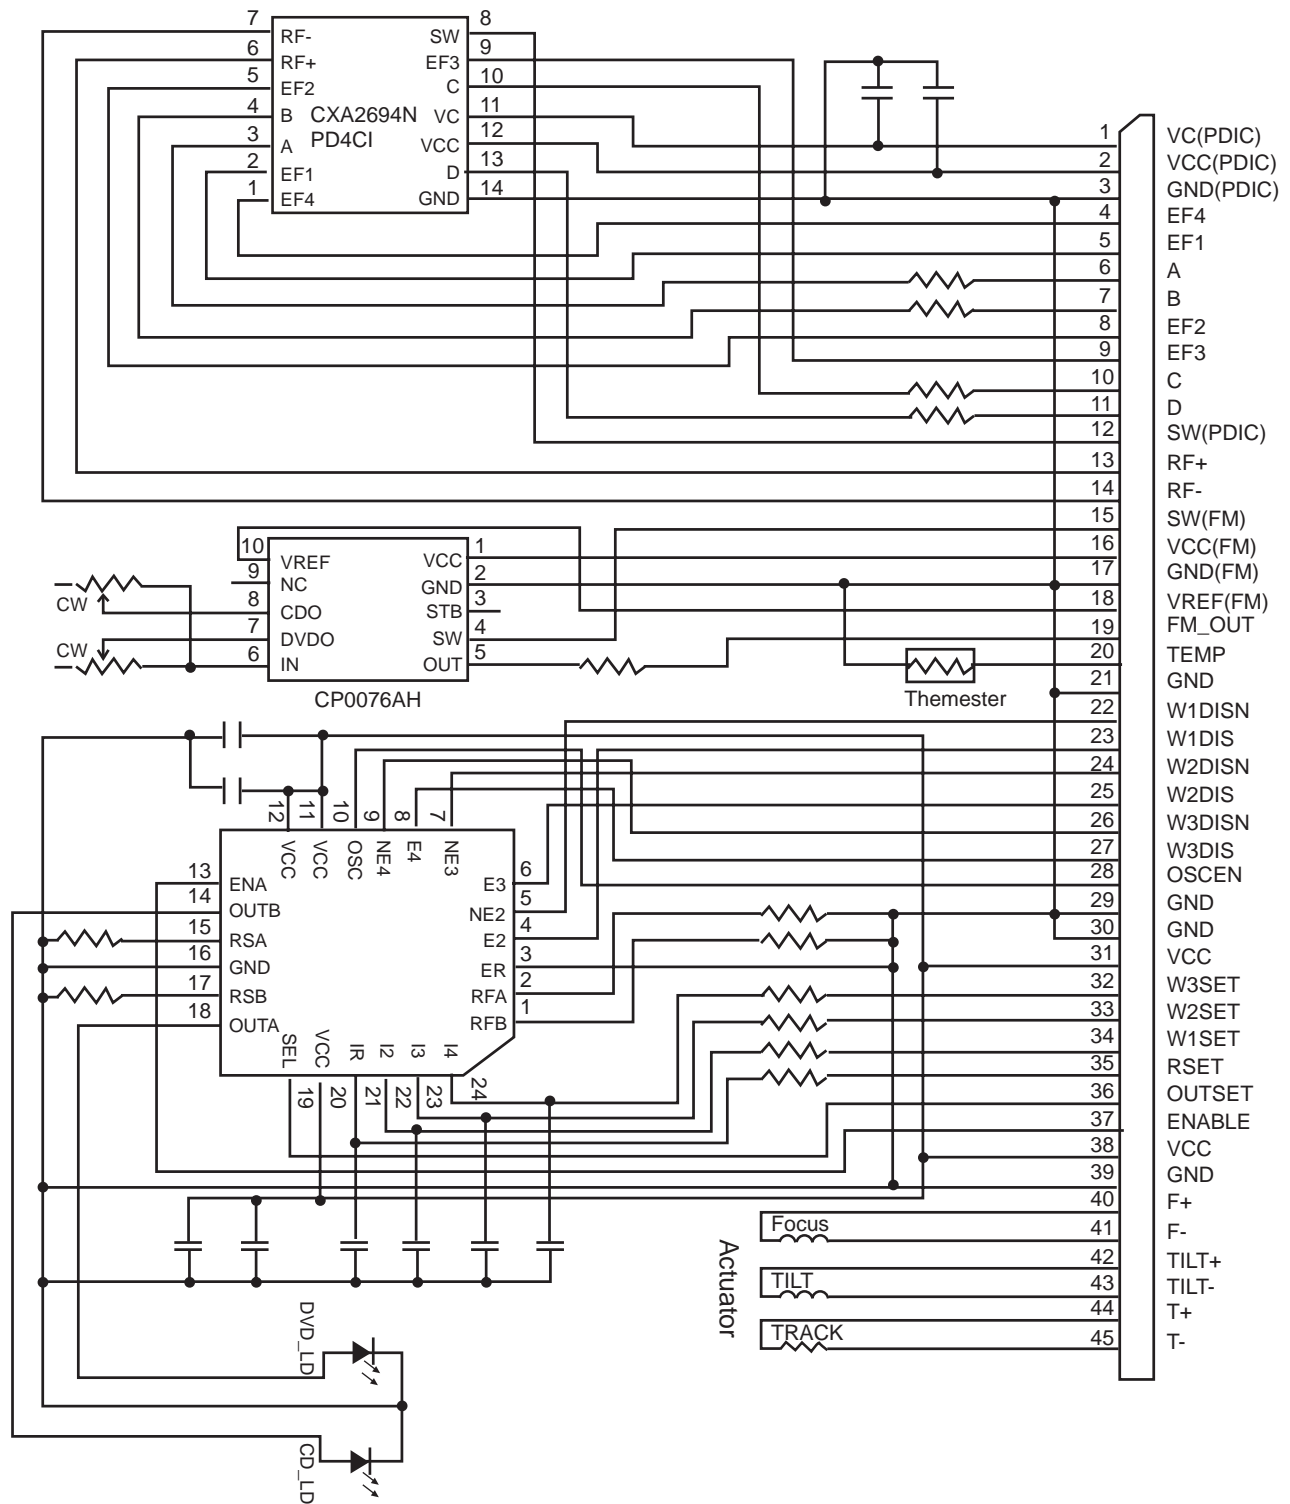 7
RF-
6
RF+
5
EF2
4
B
3
A
2
EF1
1
EF4
CXA2694N
PD4CI
8
SW
9
EF3
10
C
11
VC
12
VCC
13
D
14
GND
10
VREF
9
NC
8
CDO
7
DVDO
6
IN
CW
CW
1
VCC
2
GND
3
STB
4
SW
5
OUT
CP0076AH
Themester
12
11
10
9
8
7
VCC
VCC
OSC
NE4
E4
NE3
13
ENA
14
OUTB
15
RSA
16
GND
17
RSB
18
OUTA
6
E3
5
NE2
4
E2
3
ER
2
RFA
1
RFB
SEL
VCC
IR
I2
I3
I4
19
20
21
22
23
24
DVD_LD
CD_LD
Actuator
Focus
TILT
TRACK
1 VC(PDIC)
2 VCC(PDIC)
3 GND(PDIC)
4 EF4
5 EF1
6 A
7 B
8 EF2
9 EF3
10 C
11 D
12 SW(PDIC)
13 RF+
14 RF-
15 SW(FM)
16 VCC(FM)
17 GND(FM)
18 VREF(FM)
19 FM_OUT
20 TEMP
21 GND
22 W1DISN
23 W1DIS
24 W2DISN
25 W2DIS
26 W3DISN
27 W3DIS
28 OSCEN
29 GND
30 GND
31 VCC
32 W3SET
33 W2SET
34 W1SET
35 RSET
36 OUTSET
37 ENABLE
38 VCC
39 GND
40 F+
41 F-
42 TILT+
43 TILT-
44 T+
45 T-